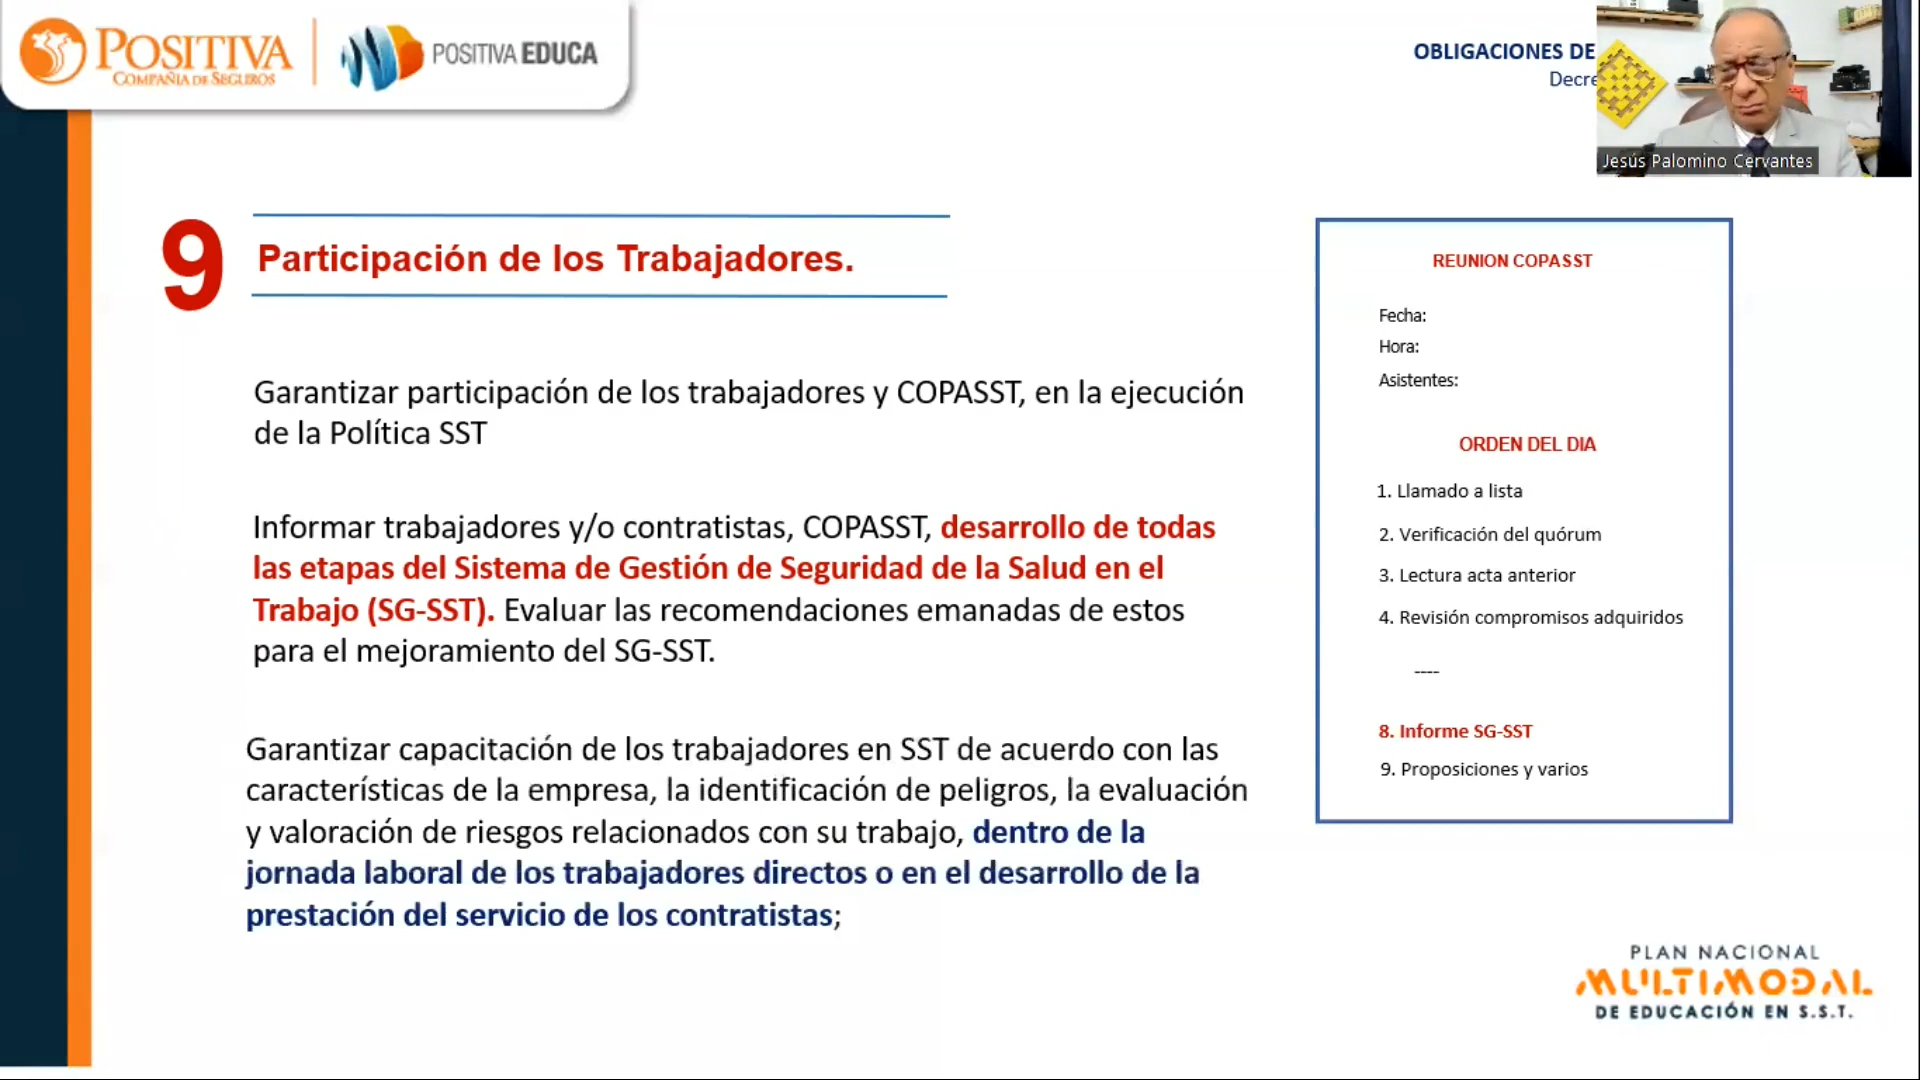 POSITIVA
COMPAÑIA DE SEGUROS
POSITIVA EDUCA
OBLIGACIONES DE
Decre
Jesús Palomino Cervantes
9
Participación de los Trabajadores.
Garantizar participación de los trabajadores y COPASST, en la ejecución
de la Política SST
Informar trabajadores y/o contratistas, COPASST, desarrollo de todas
las etapas del Sistema de Gestión de Seguridad de la Salud en el
Trabajo (SG-SST). Evaluar las recomendaciones emanadas de estos
para el mejoramiento del SG-SST.
Garantizar capacitación de los trabajadores en SST de acuerdo con las
características de la empresa, la identificación de peligros, la evaluación
y valoración de riesgos relacionados con su trabajo, dentro de la
jornada laboral de los trabajadores directos o en el desarrollo de la
prestación del servicio de los contratistas;
REUNION COPASST
Fecha:
Hora:
Asistentes:
ORDEN DEL DIA
1. Llamado a lista
2. Verificación del quórum
3. Lectura acta anterior
4. Revisión compromisos adquiridos
----
8. Informe SG-SST
9. Proposiciones y varios
PLAN NACIONAL
MULTIMODAL
DE EDUCACIÓN EN S.S.T.